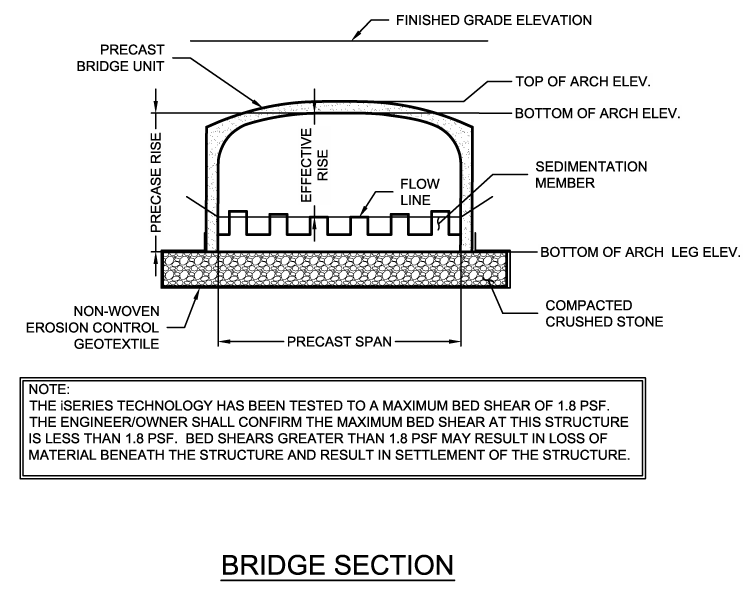 FINISHED GRADE ELEVATION
PRECAST
BRIDGE UNIT
TOP OF ARCH ELEV.
BOTTOM OF ARCH ELEV.
PRECASE RISE
EFFECTIVE
RISE
SEDIMENTATION
MEMBER
FLOW
LINE
BOTTOM OF ARCH LEG ELEV.
NON-WOVEN
EROSION CONTROL
GEOTEXTILE
COMPACTED
CRUSHED STONE
PRECAST SPAN
NOTE:
THE iSERIES TECHNOLOGY HAS BEEN TESTED TO A MAXIMUM BED SHEAR OF 1.8 PSF.
THE ENGINEER/OWNER SHALL CONFIRM THE MAXIMUM BED SHEAR AT THIS STRUCTURE
IS LESS THAN 1.8 PSF. BED SHEARS GREATER THAN 1.8 PSF MAY RESULT IN LOSS OF
MATERIAL BENEATH THE STRUCTURE AND RESULT IN SETTLEMENT OF THE STRUCTURE.
BRIDGE SECTION